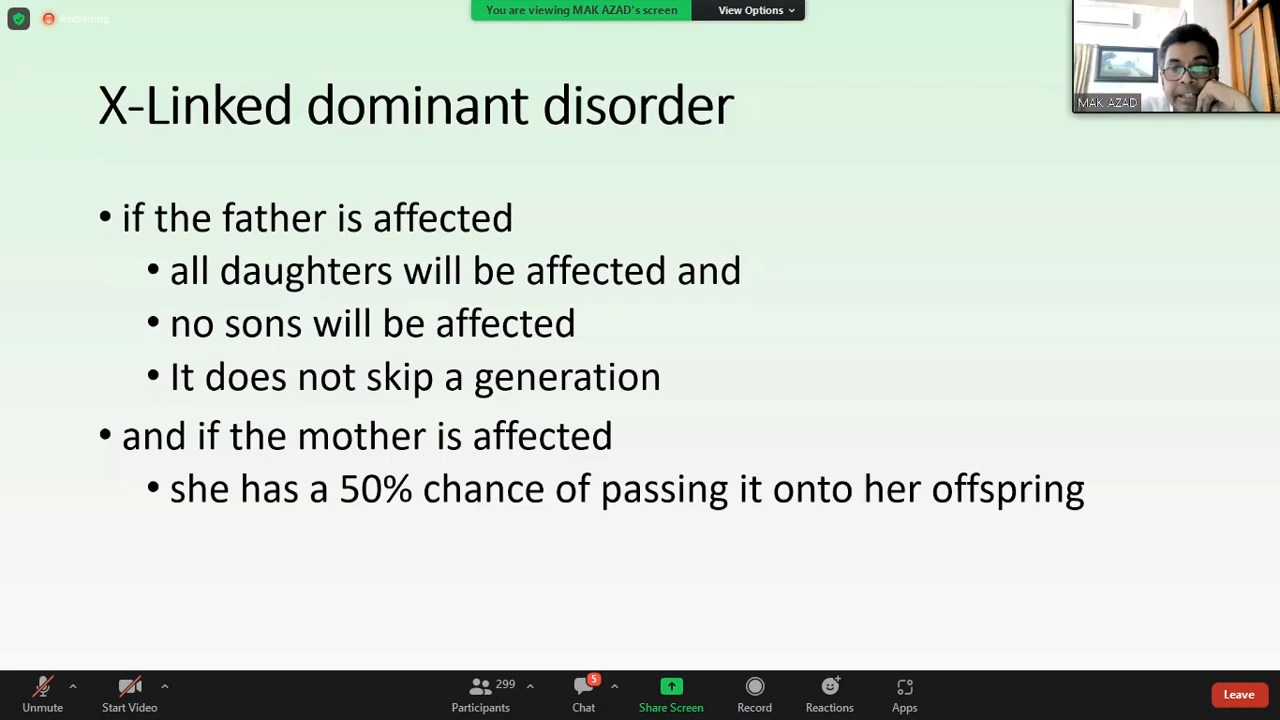 Recording
You are viewing MAK AZAD's screen
View Options
MAK AZAD
X-Linked dominant disorder
• if the father is affected
• all daughters will be affected and
• no sons will be affected
• It does not skip a generation
• and if the mother is affected
• she has a 50% chance of passing it onto her offspring
Unmute
Start Video
299
Participants
5
Chat
Share Screen
Record
Reactions
Apps
Leave